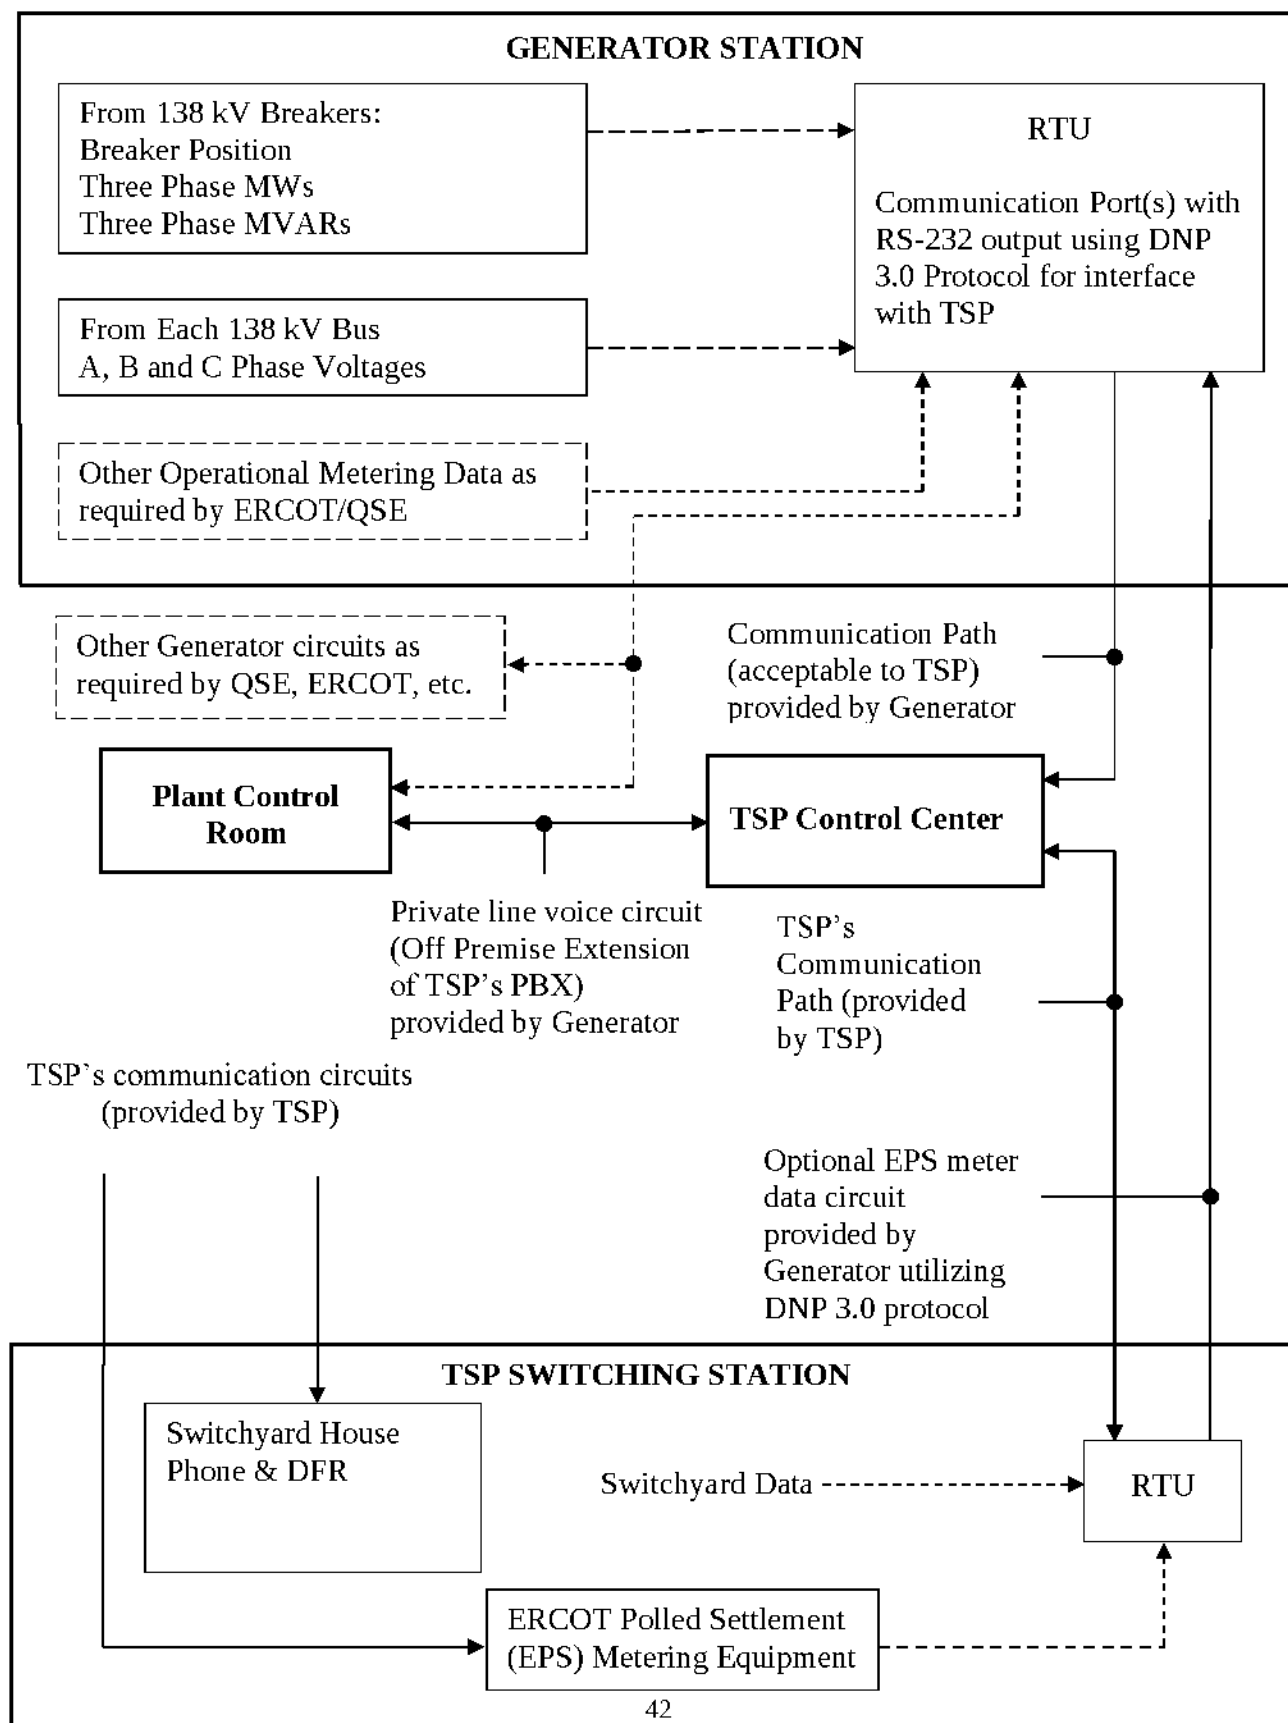 GENERATOR STATION
From 138 kV Breakers:
Breaker Position
Three Phase MWs
Three Phase MVARs
RTU
Communication Port(s) with
RS-232 output using DNP
3.0 Protocol for interface
with TSP
From Each 138 kV Bus
A, B and C Phase Voltages
Other Operational Metering Data as
required by ERCOT/QSE
Other Generator circuits as
required by QSE, ERCOT, etc.
Communication Path
(acceptable to TSP)
provided by Generator
Plant Control
Room
TSP Control Center
Private line voice circuit
(Off Premise Extension
of TSP’s PBX)
provided by Generator
TSP’s
Communication
Path (provided
by TSP)
TSP’s communication circuits
(provided by TSP)
Optional EPS meter
data circuit
provided by
Generator utilizing
DNP 3.0 protocol
TSP SWITCHING STATION
Switchyard House
Phone & DFR
Switchyard Data
RTU
ERCOT Polled Settlement
(EPS) Metering Equipment
42